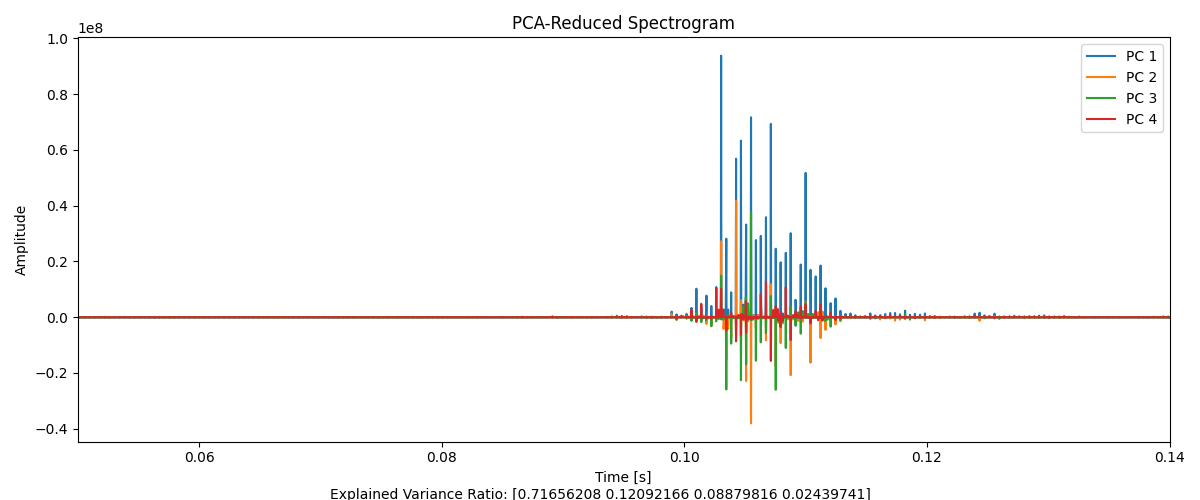 PCA-Reduced Spectrogram
1e8
1.0
0.8
0.6
0.4
0.2
0.0
−0.2
−0.4
Amplitude
PC 1
PC 2
PC 3
PC 4
0.06
0.08
0.10
0.12
0.14
Time [s]
Explained Variance Ratio: [0.71656208 0.12092166 0.08879816 0.02439741]